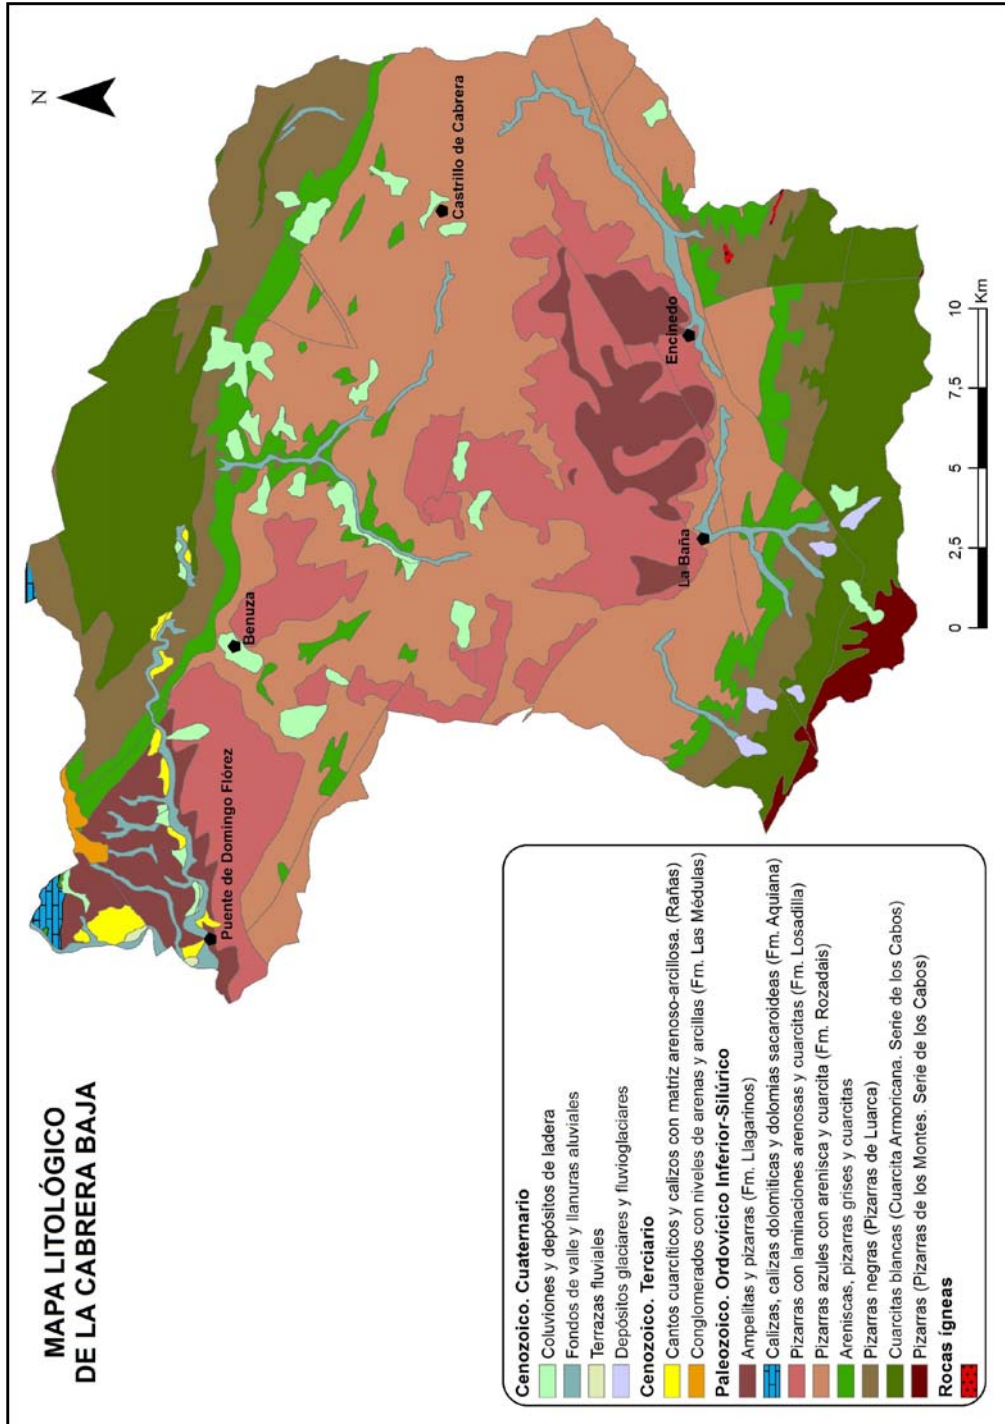 MAPA LITOLÓGICO
DE LA CABRERA BAJA
N
Puente de Domingo Flórez
Benuza
Castrillo de Cabrera
La Baña
Encinedo
0 2,5 5 7,5 10
Km
Cenozoico. Cuaternario
Coluviones y depósitos de ladera
Fondos de valle y llanuras aluviales
Terrazas fluviales
Depósitos glaciares y fluvioglaciares
Cenozoico. Terciario
Cantos cuarcíticos y calizos con matriz arenoso-arcillosa. (Rañas)
Conglomerados con niveles de arenas y arcillas (Fm. Las Médulas)
Paleozoico. Ordovícico Inferior-Silúrico
Ampelitas y pizarras (Fm. Llagarinos)
Calizas, calizas dolomíticas y dolomias sacaroideas (Fm. Aquiana)
Pizarras con laminaciones arenosas y cuarcitas (Fm. Losadilla)
Pizarras azules con arenisca y cuarcita (Fm. Rozadais)
Areniscas, pizarras grises y cuarcitas
Pizarras negras (Pizarras de Luarca)
Cuarcitas blancas (Cuarcita Armoricana. Serie de los Cabos)
Pizarras (Pizarras de los Montes. Serie de los Cabos)
Rocas ígneas